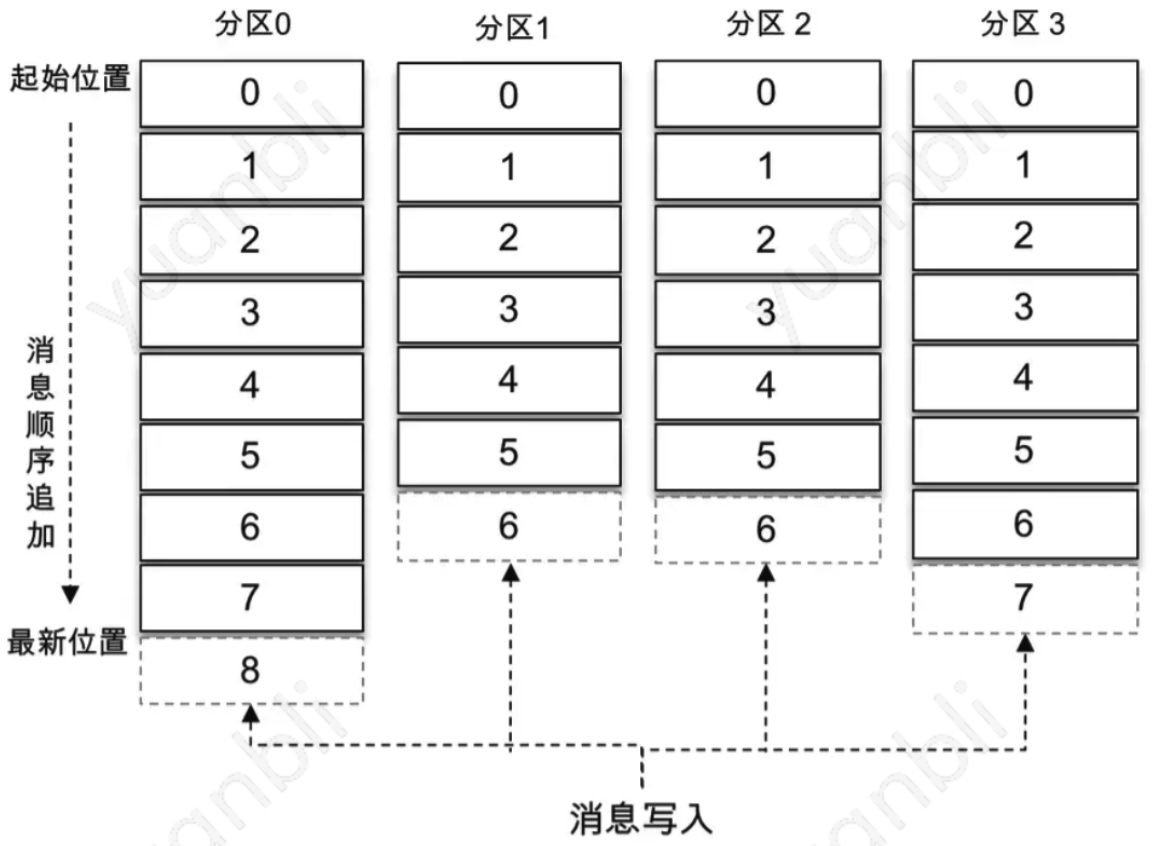 分区0 分区1 分区 2 分区 3
起始位置 0 0 0 0
1 1 1 1
2 2 2 2
3 3 3 3
消息顺序追加
4 4 4 4
5 5 5 5
6 6 6 6
7 7
最新位置
8
消息写入
yuanbli
yuanbli
yuanbli
yuanbli